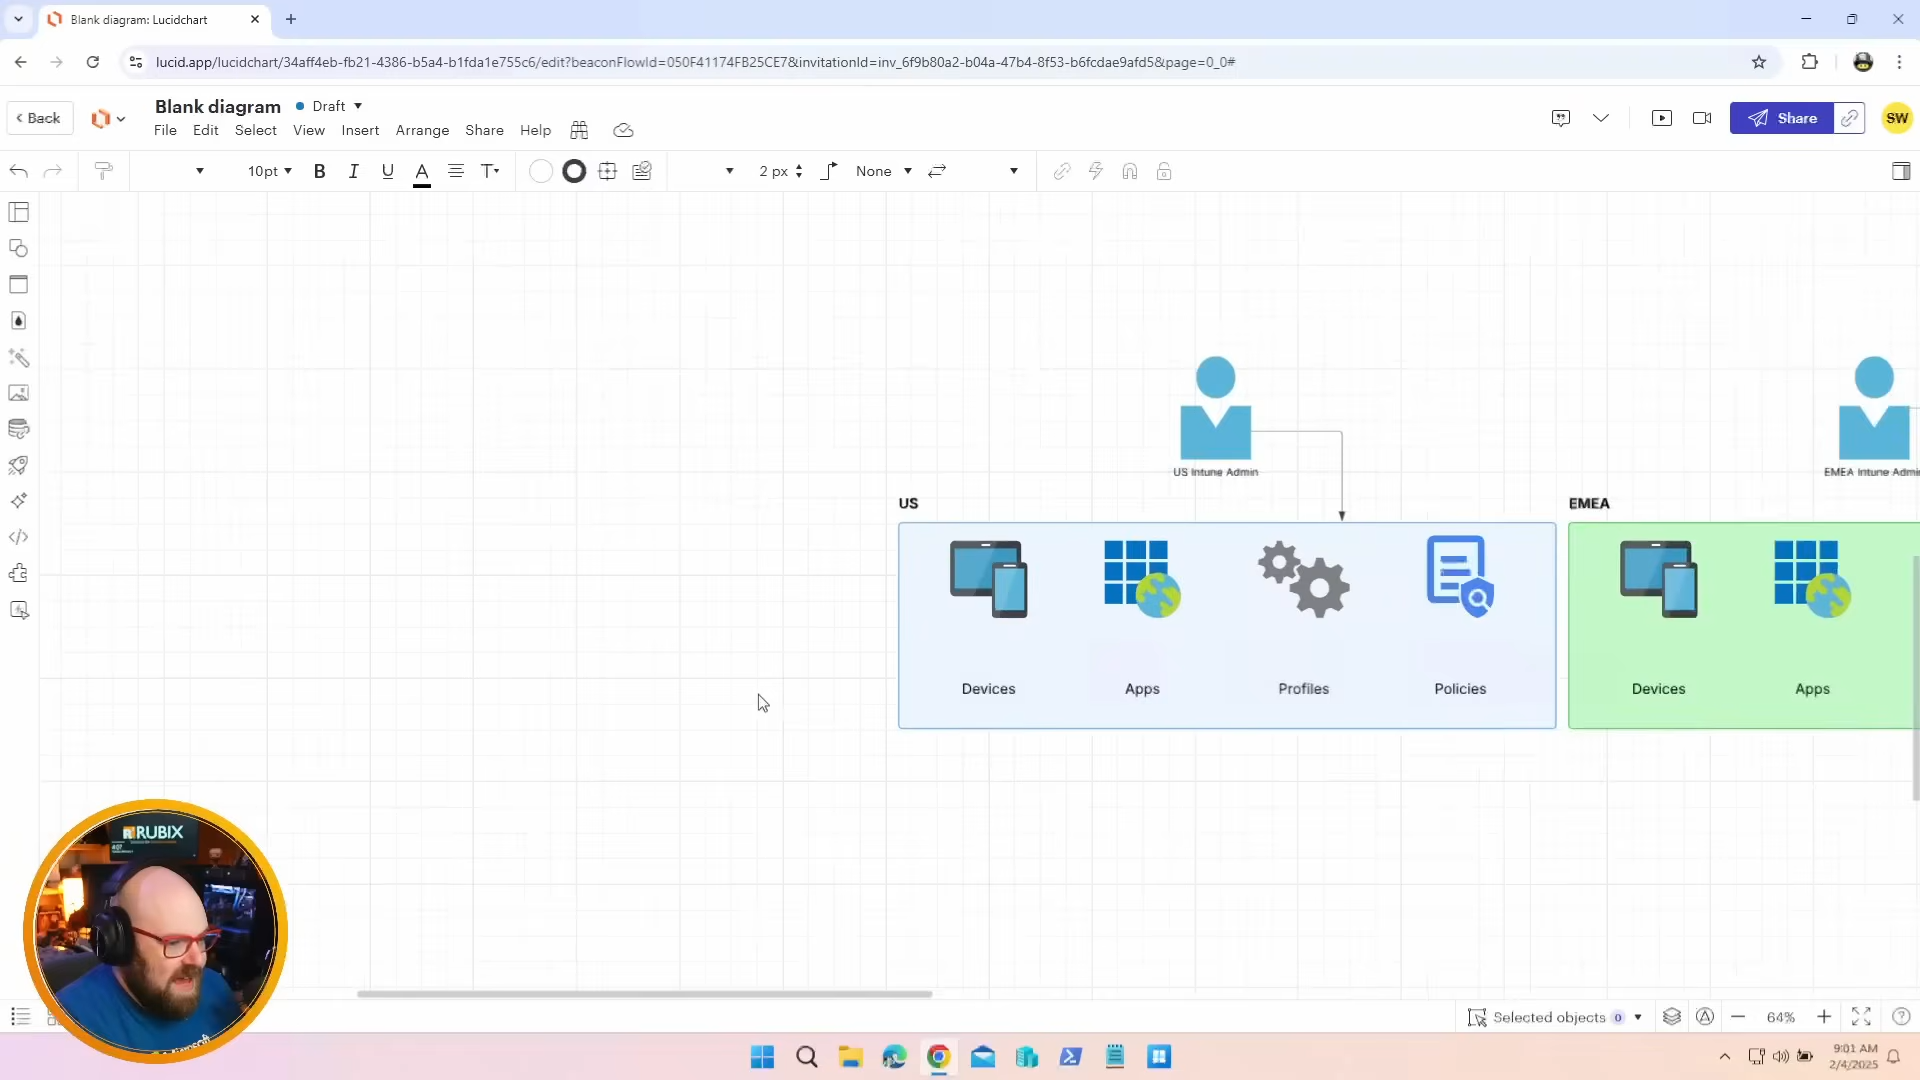 Blank diagram: Lucidchart
lucid.app/lucidchart/34aff4eb-fb21-4386-b5a4-b1fda1e755c6/edit?beaconFlowId=050F41174FB25CE7&invitationId=inv_6f9b80a2-b04a-47b4-8f53-b6fcdae9afd5&page=0_0#
Back
Blank diagram
Draft
File Edit Select View Insert Arrange Share Help
Share
SW
10pt
B I U A T
2 px
None
US Intune Admin
EMEA Intune Admin
US
EMEA
Devices
Apps
Profiles
Policies
Devices
Apps
RUBIX
Selected objects 0
64%
9:01 AM
2/4/2025